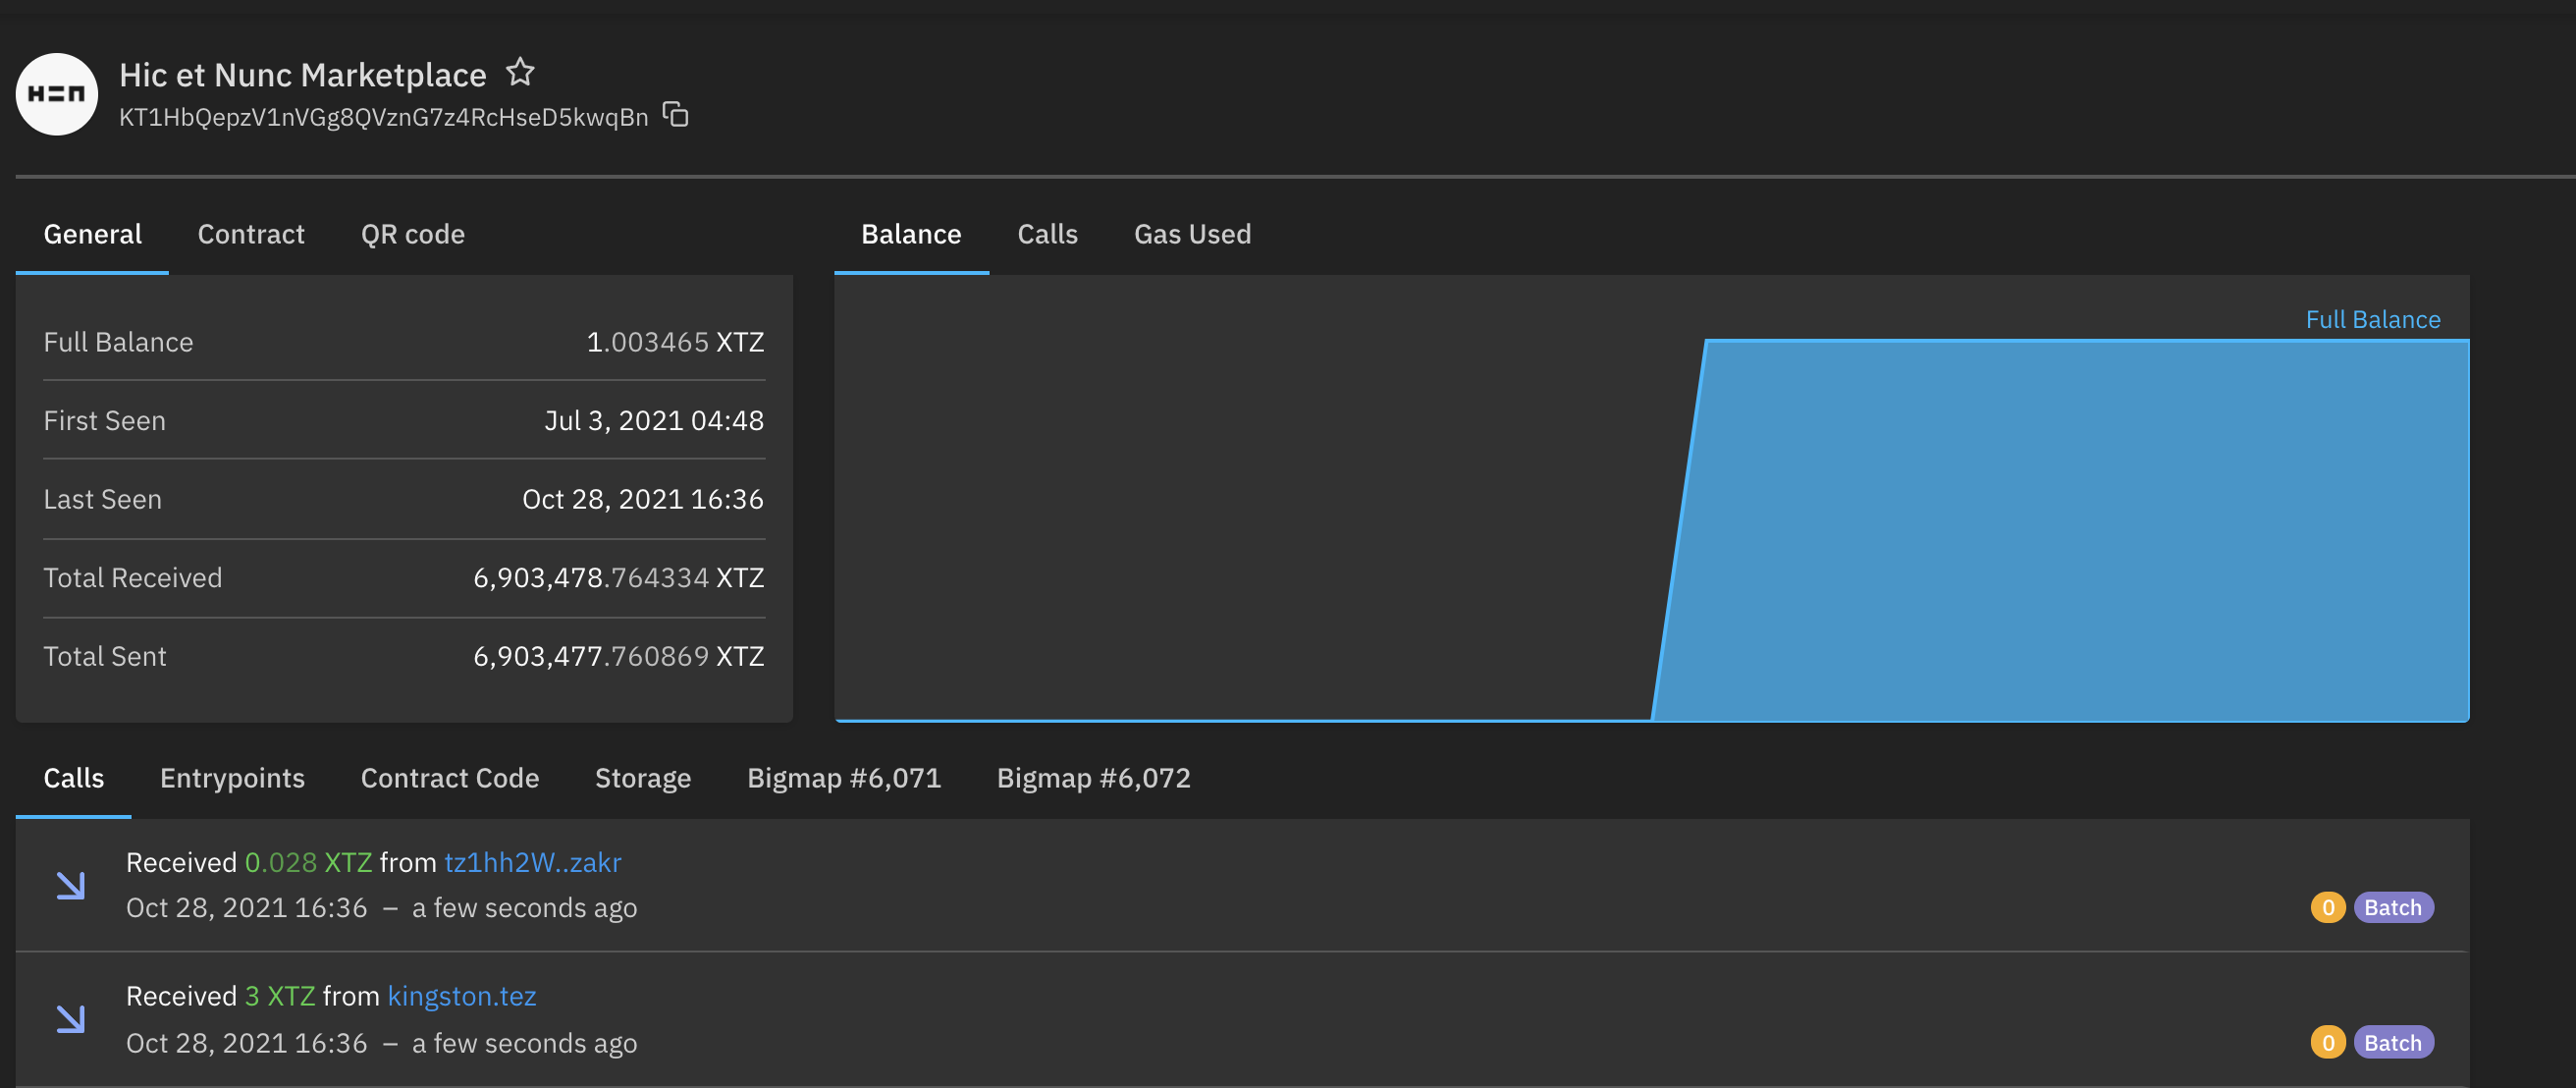 H=n
Hic et Nunc Marketplace
KT1HbQepzV1nVGg8QVznG7z4RcHseD5kwqBn
General Contract QR code
Full Balance 1.003465 XTZ
First Seen Jul 3, 2021 04:48
Last Seen Oct 28, 2021 16:36
Total Received 6,903,478.764334 XTZ
Total Sent 6,903,477.760869 XTZ
Balance Calls Gas Used
Full Balance
Calls Entrypoints Contract Code Storage Bigmap #6,071 Bigmap #6,072
Received 0.028 XTZ from tz1hh2W..zakr
Oct 28, 2021 16:36 – a few seconds ago
0 Batch
Received 3 XTZ from kingston.tez
Oct 28, 2021 16:36 – a few seconds ago
0 Batch